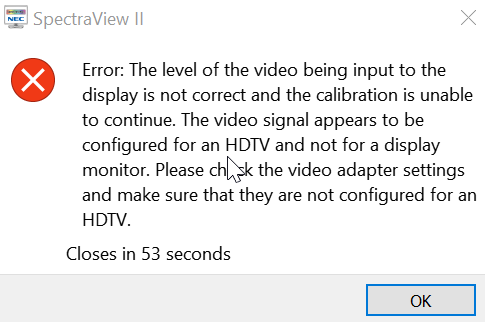 NEC
SpectraView II
Error: The level of the video being input to the
display is not correct and the calibration is unable
to continue. The video signal appears to be
configured for an HDTV and not for a display
monitor. Please check the video adapter settings
and make sure that they are not configured for an
HDTV.
Closes in 53 seconds
OK